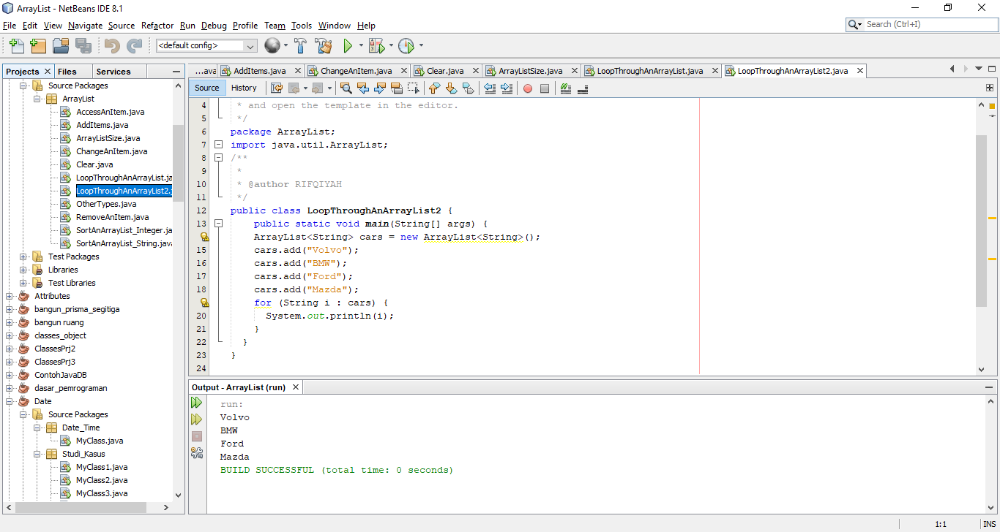 ArrayList - NetBeans IDE 8.1
File Edit View Navigate Source Refactor Run Debug Profile Team Tools Window Help
Search (Ctrl+I)
<default config>
Projects Files Services
Source Packages
ArrayList
AccessAnItem.java
AddItems.java
ArrayListSize.java
ChangeAnItem.java
Clear.java
LoopThroughAnArrayList.ja
LoopThroughAnArrayList2.j
OtherTypes.java
RemoveAnItem.java
SortAnArrayList_Integer.ja
SortAnArrayList_String.java
Test Packages
Libraries
Test Libraries
Attributes
bangun_prisma_segitiga
bangun ruang
classes_object
ClassesPrj2
ClassesPrj3
ContohJavaDB
dasar_pemrograman
Date
Source Packages
Date_Time
MyClass.java
Studi_Kasus
MyClass1.java
MyClass2.java
MyClass3.java
...ava AddItems.java ChangeAnItem.java Clear.java ArrayListSize.java LoopThroughAnArrayList.java LoopThroughAnArrayList2.java
Source History
4 * and open the template in the editor.
5 */
6 package ArrayList;
7 import java.util.ArrayList;
8 /**
9 *
10 * @author RIFQIYAH
11 */
12 public class LoopThroughAnArrayList2 {
13 public static void main(String[] args) {
ArrayList<String> cars = new ArrayList<String>();
15 cars.add("Volvo");
16 cars.add("BMW");
17 cars.add("Ford");
18 cars.add("Mazda");
for (String i : cars) {
20 System.out.println(i);
21 }
22 }
23 }
24
Output - ArrayList (run)
run:
Volvo
BMW
Ford
Mazda
BUILD SUCCESSFUL (total time: 0 seconds)
1:1 INS